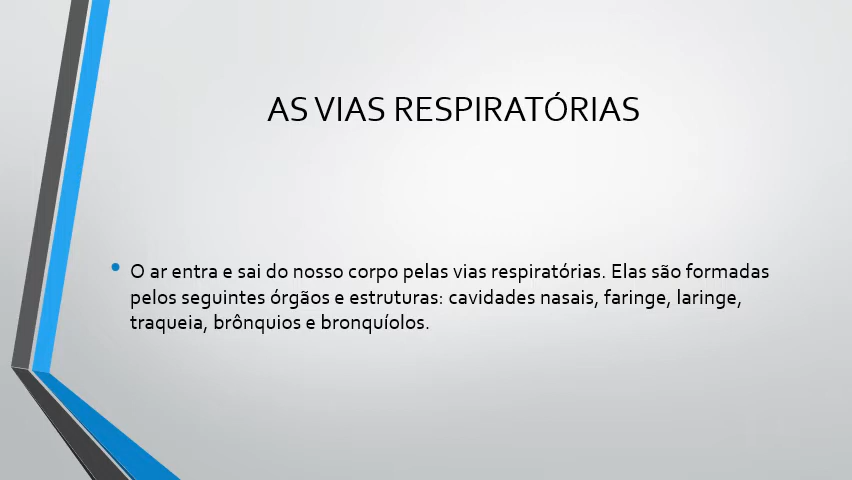 AS VIAS RESPIRATÓRIAS
• O ar entra e sai do nosso corpo pelas vias respiratórias. Elas são formadas
pelos seguintes órgãos e estruturas: cavidades nasais, faringe, laringe,
traqueia, brônquios e bronquíolos.